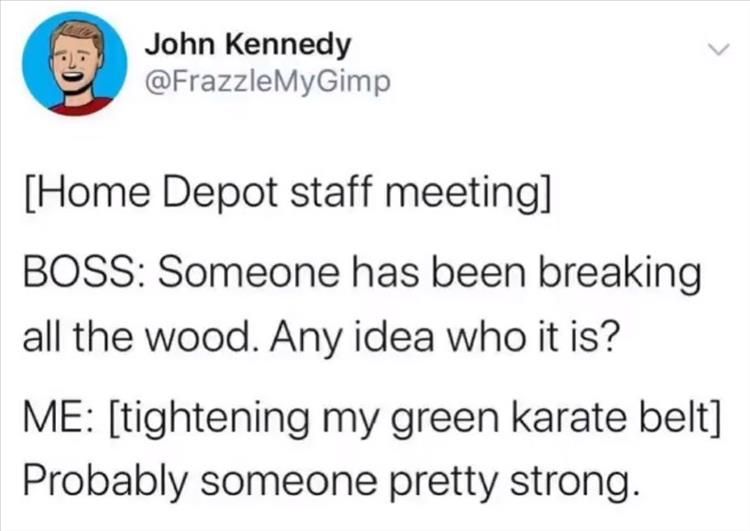 John Kennedy
@FrazzleMyGimp
[Home Depot staff meeting]
BOSS: Someone has been breaking
all the wood. Any idea who it is?
ME: [tightening my green karate belt]
Probably someone pretty strong.